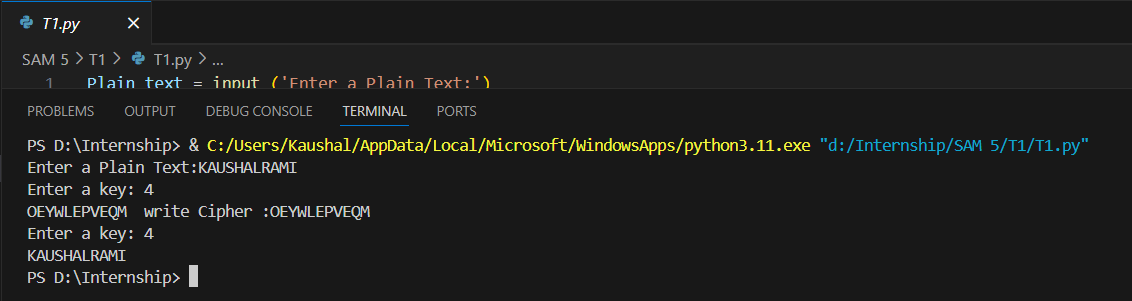 T1.py
SAM 5 > T1 > T1.py > ...
1 Plain_text = input ('Enter a Plain Text:')
PROBLEMS OUTPUT DEBUG CONSOLE TERMINAL PORTS
PS D:\Internship> & C:/Users/Kaushal/AppData/Local/Microsoft/WindowsApps/python3.11.exe "d:/Internship/SAM 5/T1/T1.py"
Enter a Plain Text:KAUSHALRAMI
Enter a key: 4
OEYWLEPVEQM  write Cipher :OEYWLEPVEQM
Enter a key: 4
KAUSHALRAMI
PS D:\Internship>